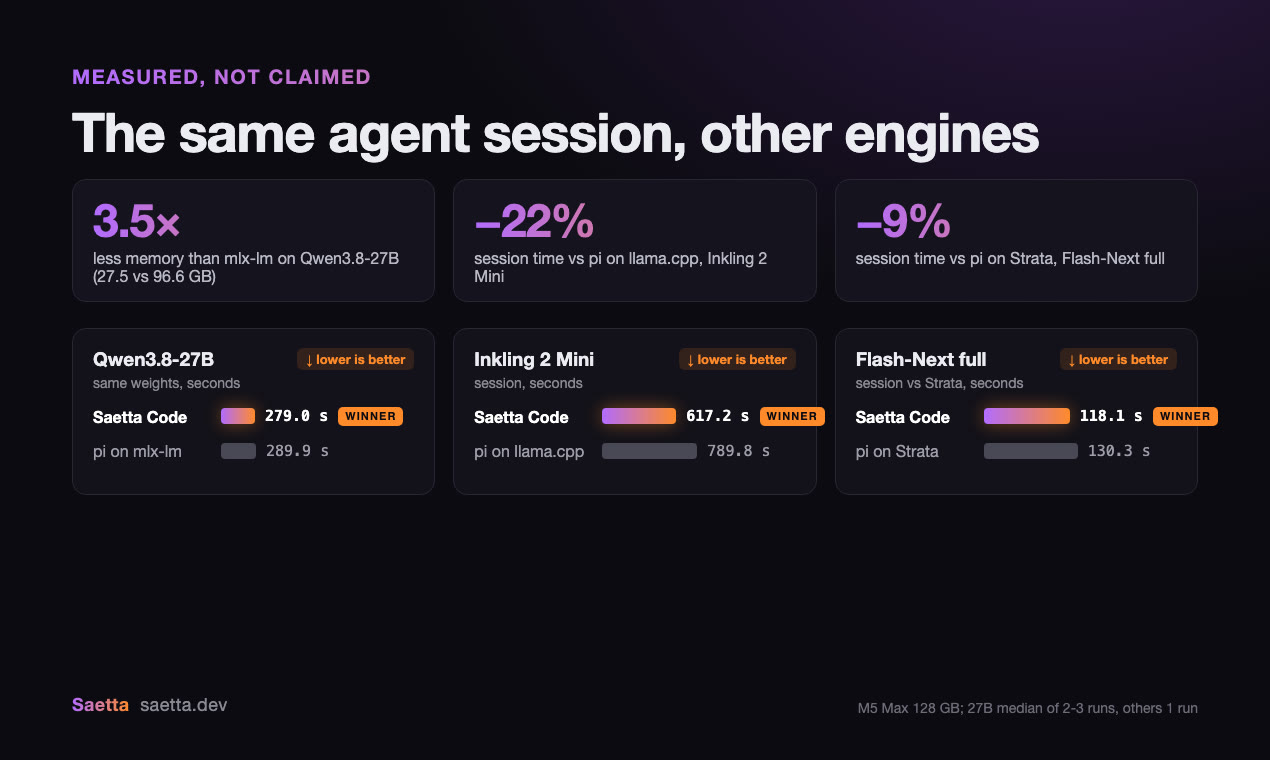 MEASURED, NOT CLAIMED
The same agent session, other engines
3.5×
less memory than mlx-lm on Qwen3.8-27B
(27.5 vs 96.6 GB)
–22%
session time vs pi on llama.cpp, Inkling 2
Mini
–9%
session time vs pi on Strata, Flash-Next full
Qwen3.8-27B
↓ lower is better
same weights, seconds
Saetta Code 279.0 s WINNER
pi on mlx-lm 289.9 s
Inkling 2 Mini
↓ lower is better
session, seconds
Saetta Code 617.2 s WINNER
pi on llama.cpp 789.8 s
Flash-Next full
↓ lower is better
session vs Strata, seconds
Saetta Code 118.1 s WINNER
pi on Strata 130.3 s
Saetta saetta.dev
M5 Max 128 GB; 27B median of 2-3 runs, others 1 run